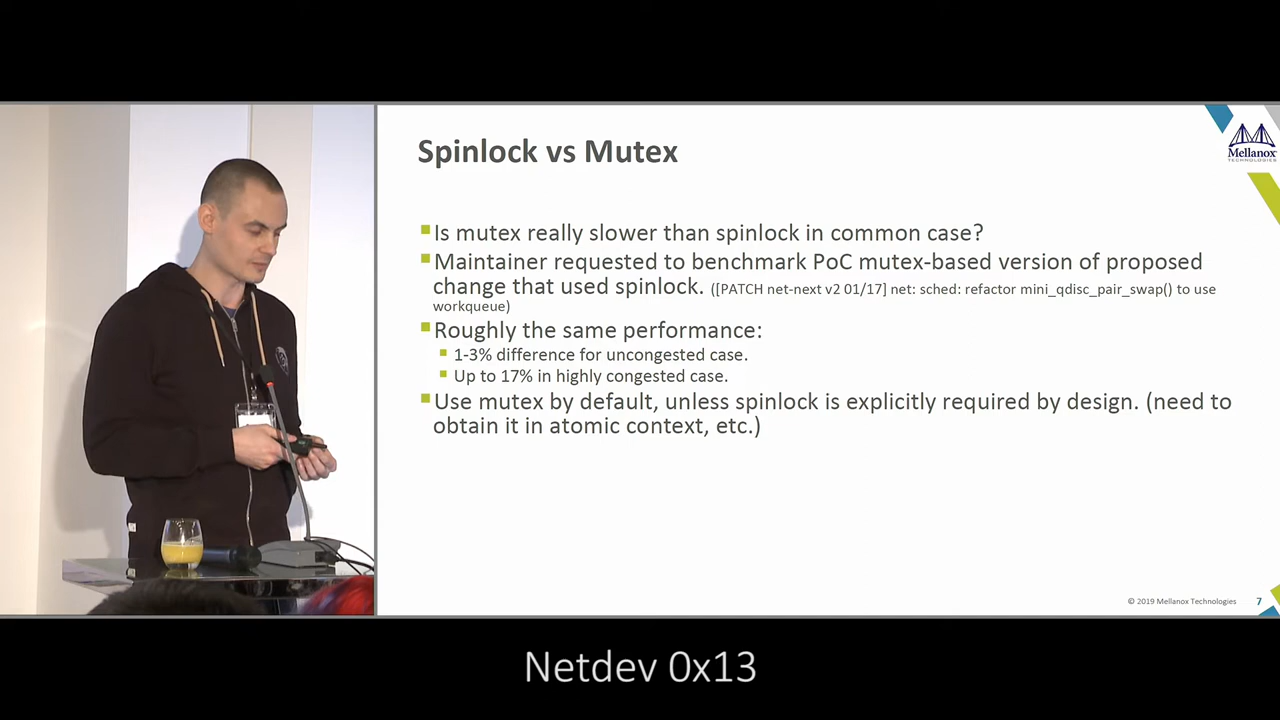 Mellanox
TECHNOLOGIES
Spinlock vs Mutex
Is mutex really slower than spinlock in common case?
Maintainer requested to benchmark PoC mutex-based version of proposed
change that used spinlock. ([PATCH net-next v2 01/17] net: sched: refactor mini_qdisc_pair_swap() to use
workqueue)
Roughly the same performance:
1-3% difference for uncongested case.
Up to 17% in highly congested case.
Use mutex by default, unless spinlock is explicitly required by design. (need to
obtain it in atomic context, etc.)
© 2019 Mellanox Technologies 7
Netdev 0x13